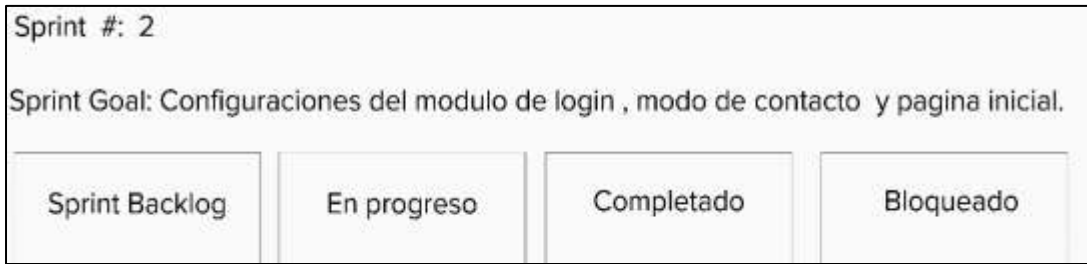 Sprint #: 2
Sprint Goal: Configuraciones del modulo de login , modo de contacto y pagina inicial.
Sprint Backlog En progreso Completado Bloqueado